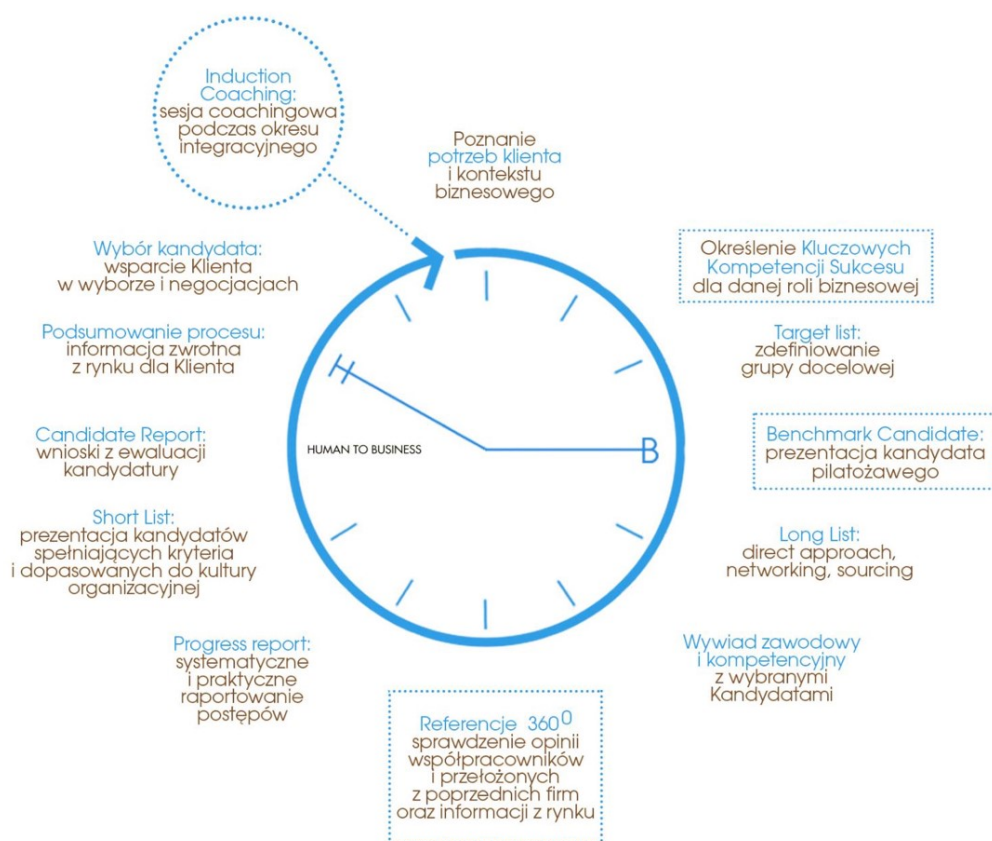 Induction
Coaching:
sesja coachingowa
podczas okresu
integracyjnego
Poznanie
potrzeb klienta
i kontekstu
biznesowego
Określenie Kluczowych
Kompetencji Sukcesu
dla danej roli biznesowej
Target list:
zdefiniowanie
grupy docelowej
Benchmark Candidate:
prezentacja kandydata
pilatożawego
Long List:
direct approach,
networking, sourcing
Wywiad zawodowy
i kompetencyjny
z wybranymi
Kandydatami
Referencje 360⁰
sprawdzenie opinii
współpracowników
i przełożonych
z poprzednich firm
oraz informacji z rynku
Progress report:
systematyczne
i praktyczne
raportowanie
postępów
Short List:
prezentacja kandydatów
spełniających kryteria
i dopasowanych do kultury
organizacyjnej
Candidate Report:
wnioski z ewaluacji
kandydatury
Podsumowanie procesu:
informacja zwrotna
z rynku dla Klienta
Wybór kandydata:
wsparcie Klienta
w wyborze i negocjacjach
H
HUMAN TO BUSINESS
B